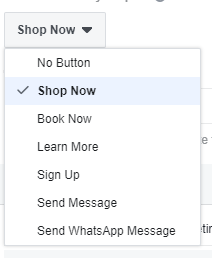 Shop Now
No Button
Shop Now
Book Now
Learn More
Sign Up
Send Message
Send WhatsApp Message